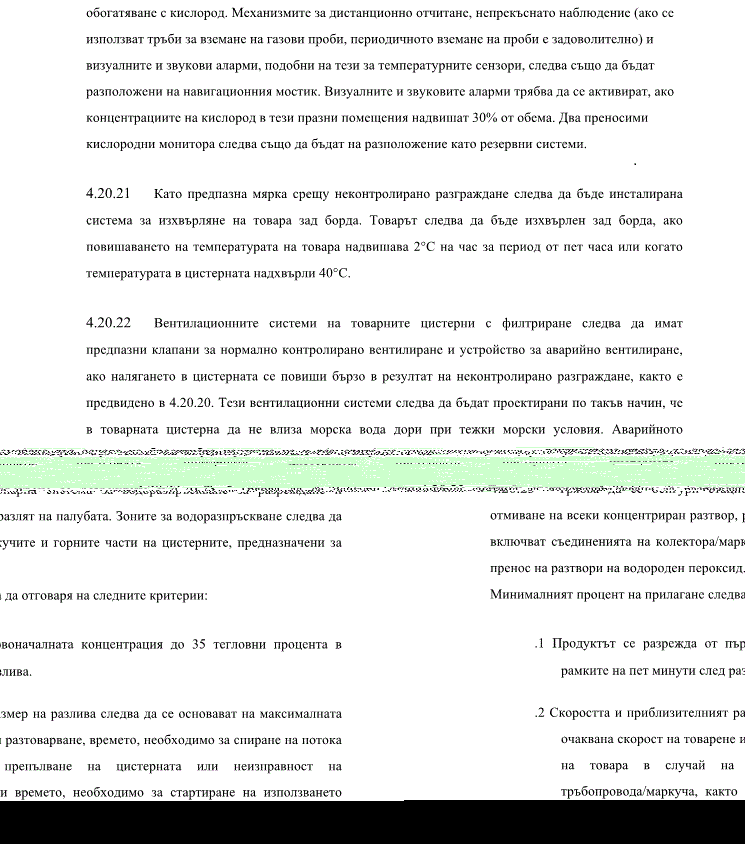 обогатяване с кислород. Механизмите за дистанционно отчитане, непрекъснато наблюдение (ако се
използват тръби за вземане на газови проби, периодичното вземане на проби е задоволително) и
визуалните и звукови аларми, подобни на тези за температурните сензори, следва също да бъдат
разположени на навигационния мостик. Визуалните и звуковите аларми трябва да се активират, ако
концентрациите на кислород в тези празни помещения надвишат 30% от обема. Два преносими
кислородни монитора следва също да бъдат на разположение като резервни системи.
4.20.21 Като предпазна мярка срещу неконтролирано разграждане следва да бъде инсталирана
система за изхвърляне на товара зад борда. Товарът следва да бъде изхвърлен зад борда, ако
повишаването на температурата на товара надвишава 2°C на час за период от пет часа или когато
температурата в цистерната надхвърли 40°C.
4.20.22 Вентилационните системи на товарните цистерни с филтриране следва да имат
предпазни клапани за нормално контролирано вентилиране и устройство за аварийно вентилиране,
ако налягането в цистерната се повиши бързо в резултат на неконтролирано разграждане, както е
предвидено в 4.20.20. Тези вентилационни системи следва да бъдат проектирани по такъв начин, че
в товарната цистерна да не влиза морска вода дори при тежки морски условия. Аварийното
разлят на палубата. Зоните за водоразпръскване следва да
кучите и горните части на цистерните, предназначени за
а да отговаря на следните критерии:
рвоначалната концентрация до 35 тегловни процента в
злива.
азмер на разлива следва да се основават на максималната
и разтоварване, времето, необходимо за спиране на потока
препълване на цистерната или неизправност на
и времето, необходимо за стартиране на използването
отмиване на всеки концентриран разтвор, р
включват съединенията на колектора/марк
пренос на разтвори на водороден пероксид.
Минималният процент на прилагане следва
.1 Продуктът се разрежда от пър
рамките на пет минути след раз
.2 Скоростта и приблизителният ра
очаквана скорост на товарене и
на товара в случай на
тръбопровода/маркуча, както